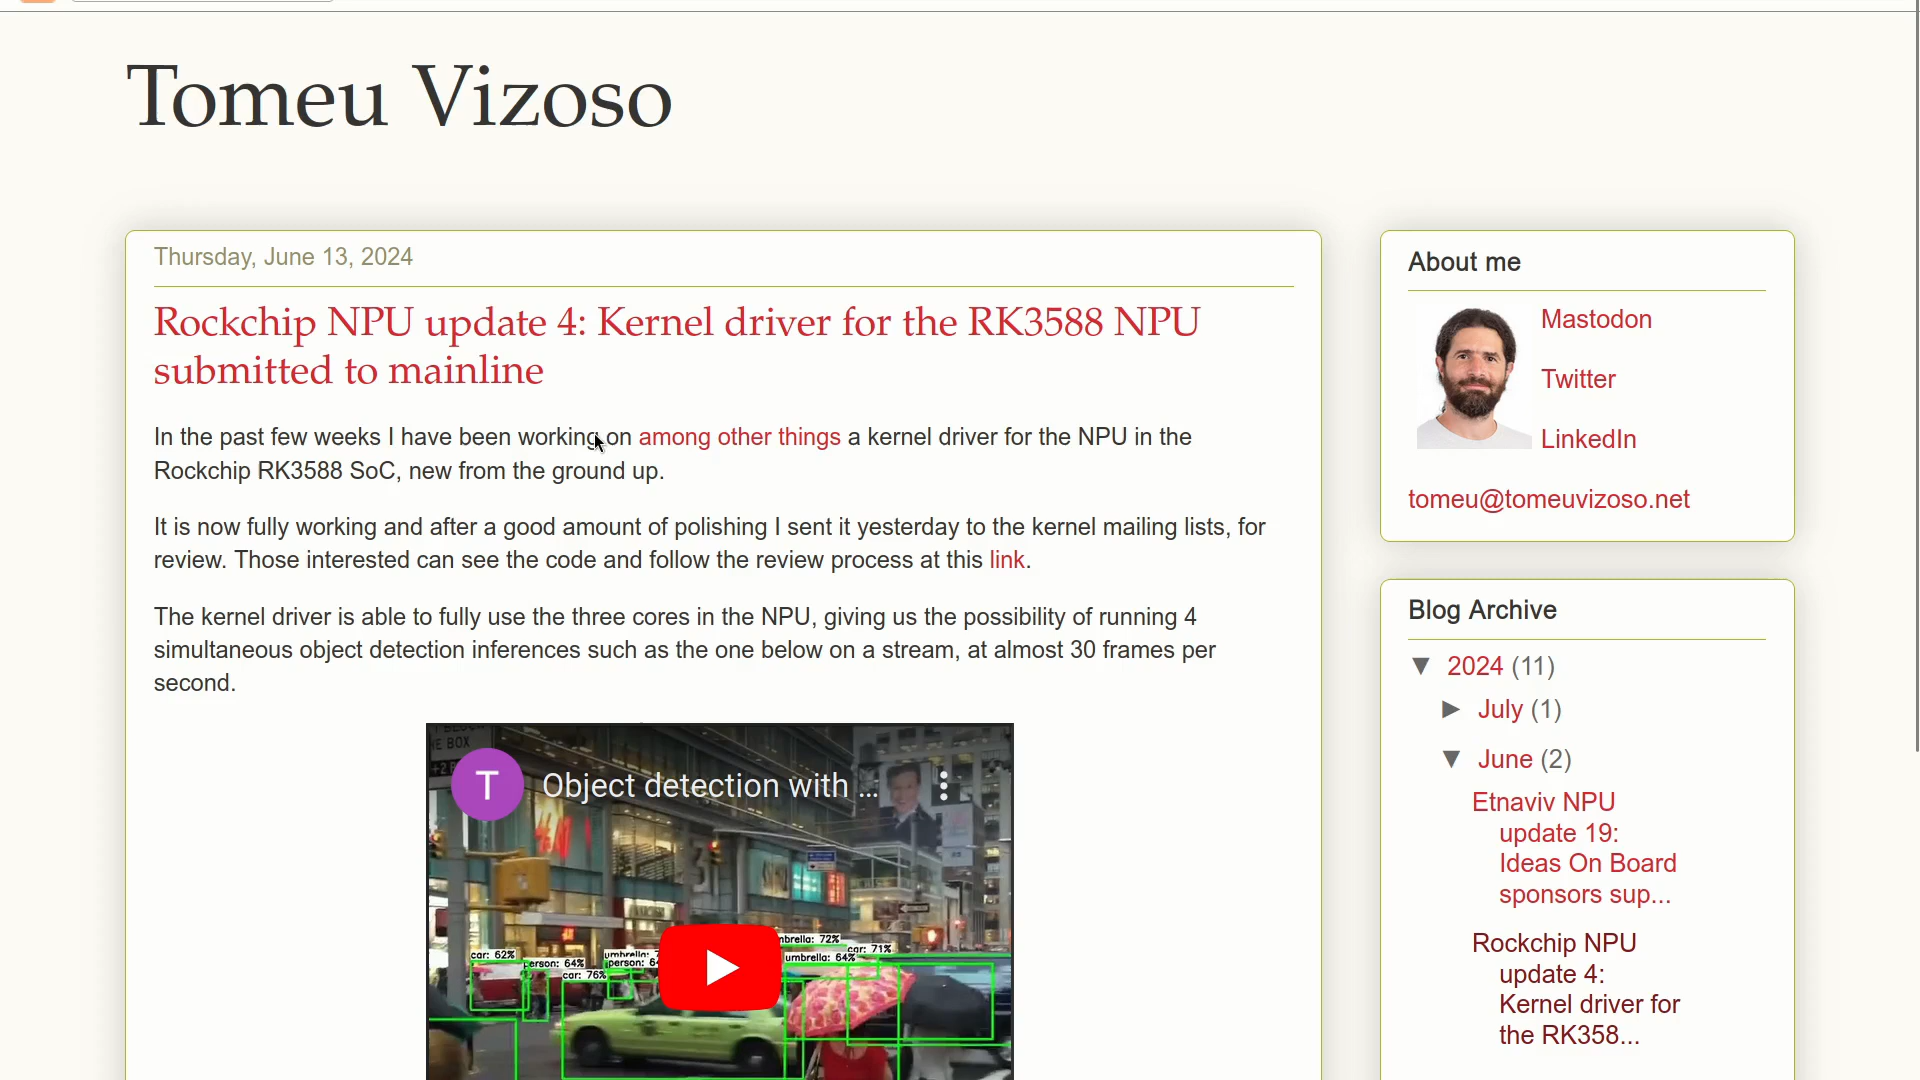 Tomeu Vizoso
Thursday, June 13, 2024
Rockchip NPU update 4: Kernel driver for the RK3588 NPU
submitted to mainline
In the past few weeks I have been working on among other things a kernel driver for the NPU in the
Rockchip RK3588 SoC, new from the ground up.
It is now fully working and after a good amount of polishing I sent it yesterday to the kernel mailing lists, for
review. Those interested can see the code and follow the review process at this link.
The kernel driver is able to fully use the three cores in the NPU, giving us the possibility of running 4
simultaneous object detection inferences such as the one below on a stream, at almost 30 frames per
second.
T
Object detection with ...
car: 62%
person: 64%
car: 76%
umbrella: 64%
car: 71%
About me
Mastodon
Twitter
LinkedIn
tomeu@tomeuvizoso.net
Blog Archive
▼ 2024 (11)
► July (1)
▼ June (2)
Etnaviv NPU
update 19:
Ideas On Board
sponsors sup...
Rockchip NPU
update 4:
Kernel driver for
the RK358...